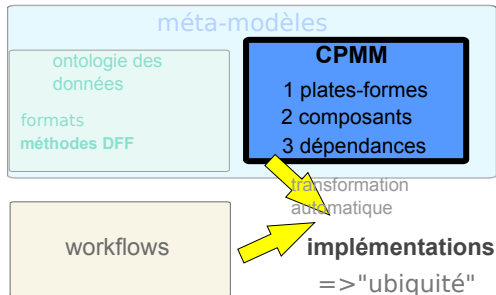 méta-modèles
ontologie des
données
formats
méthodes DFF
CPMM
1 plates-formes
2 composants
3 dépendances
transformation
automatique
workflows
implémentations
=>"ubiquité"